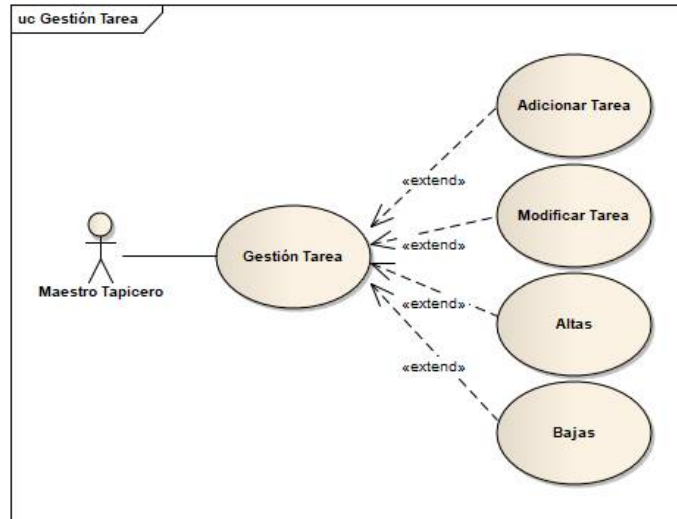 uc Gestión Tarea
Adicionar Tarea
«extend»
Modificar Tarea
«extend»
Gestión Tarea
Maestro Tapicero
«extend»
Altas
«extend»
Bajas